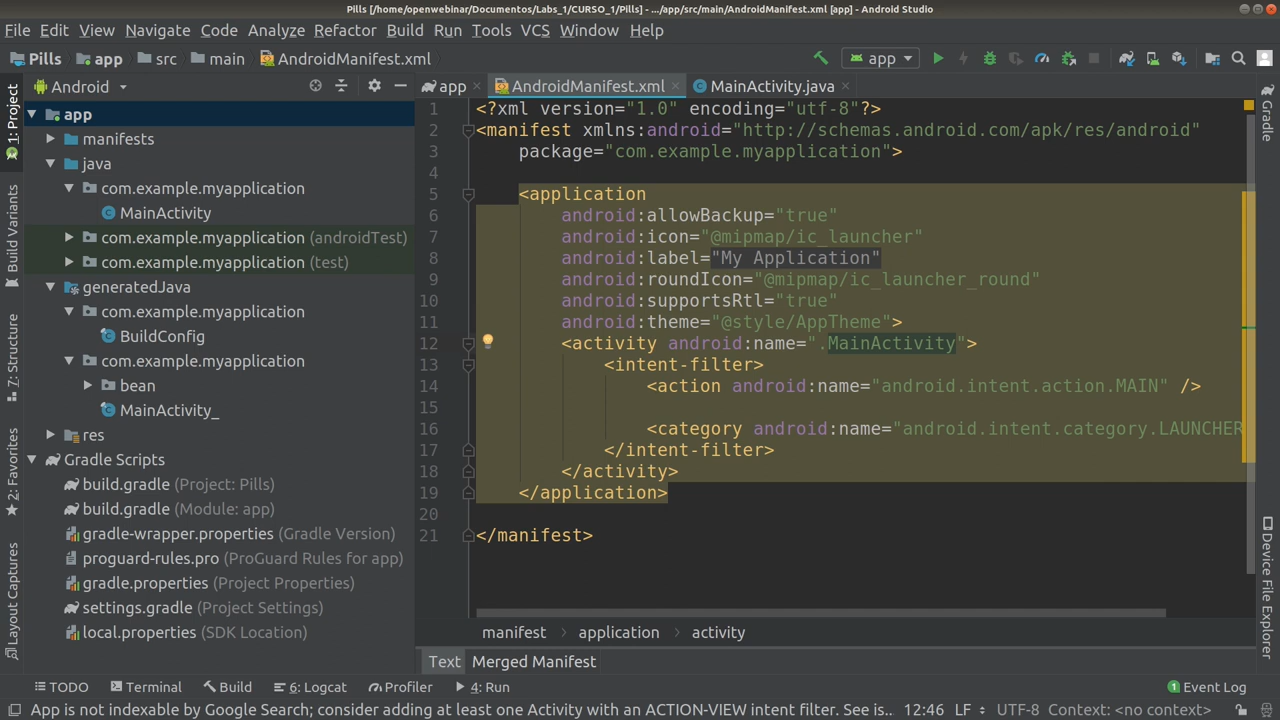 Pills [/home/openwebinar/Documentos/Labs_1/CURSO_1/Pills] - .../app/src/main/AndroidManifest.xml [app] - Android Studio
File Edit View Navigate Code Analyze Refactor Build Run Tools VCS Window Help
Pills app src main AndroidManifest.xml app
Android app AndroidManifest.xml MainActivity.java
1: Project
Build Variants
7: Structure
2: Favorites
Layout Captures
app
manifests
java
com.example.myapplication
MainActivity
com.example.myapplication (androidTest)
com.example.myapplication (test)
generatedJava
com.example.myapplication
BuildConfig
com.example.myapplication
bean
MainActivity_
res
Gradle Scripts
build.gradle (Project: Pills)
build.gradle (Module: app)
gradle-wrapper.properties (Gradle Version)
proguard-rules.pro (ProGuard Rules for app)
gradle.properties (Project Properties)
settings.gradle (Project Settings)
local.properties (SDK Location)
1 <?xml version="1.0" encoding="utf-8"?>
2 <manifest xmlns:android="http://schemas.android.com/apk/res/android"
3 package="com.example.myapplication">
4
5 <application
6 android:allowBackup="true"
7 android:icon="@mipmap/ic_launcher"
8 android:label="My Application"
9 android:roundIcon="@mipmap/ic_launcher_round"
10 android:supportsRtl="true"
11 android:theme="@style/AppTheme">
12 <activity android:name=".MainActivity">
13 <intent-filter>
14 <action android:name="android.intent.action.MAIN" />
15
16 <category android:name="android.intent.category.LAUNCHER
17 </intent-filter>
18 </activity>
19 </application>
20
21 </manifest>
manifest application activity
Text Merged Manifest
Gradle
Device File Explorer
TODO Terminal Build 6: Logcat Profiler 4: Run 1 Event Log
App is not indexable by Google Search; consider adding at least one Activity with an ACTION-VIEW intent filter. See is... 12:46 LF UTF-8 Context: <no context>